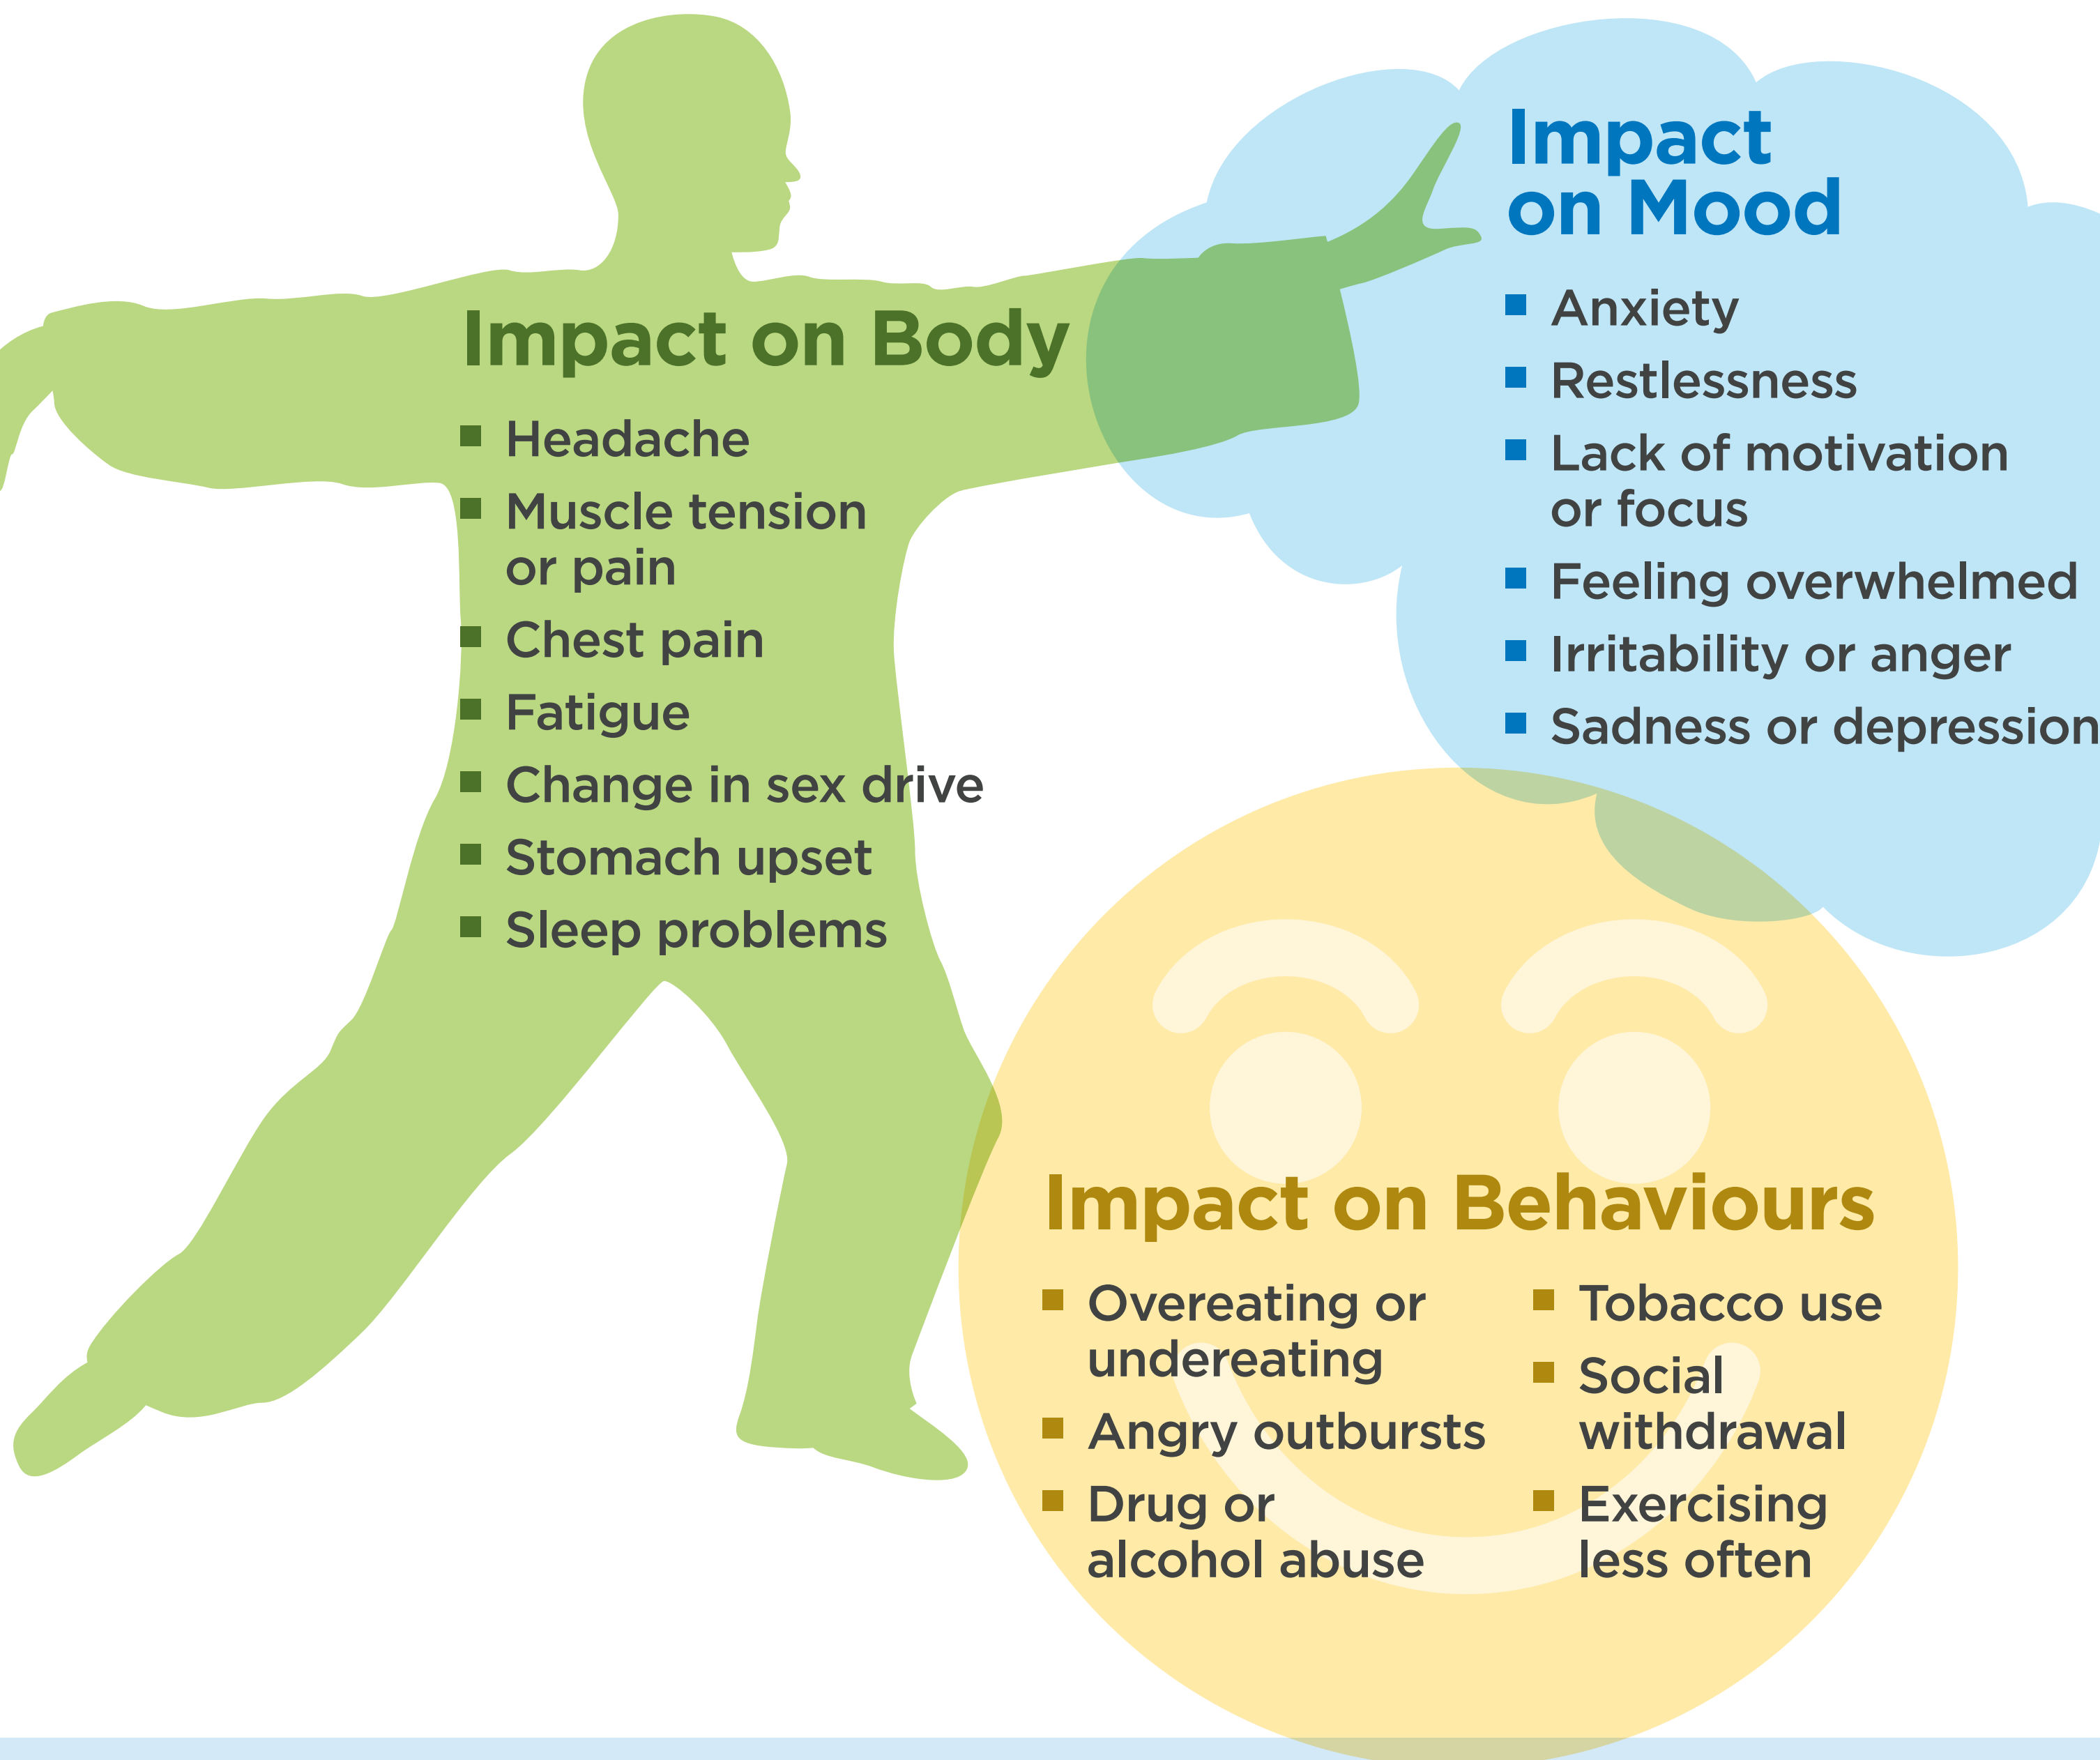 Impact on Body
Headache
Muscle tension
or pain
Chest pain
Fatigue
Change in sex drive
Stomach upset
Sleep problems
Impact
on Mood
Anxiety
Restlessness
Lack of motivation
or focus
Feeling overwhelmed
Irritability or anger
Sadness or depression
Impact on Behaviours
Overeating or
undereating
Angry outbursts
Drug or
alcohol abuse
Tobacco use
Social
withdrawal
Exercising
less often